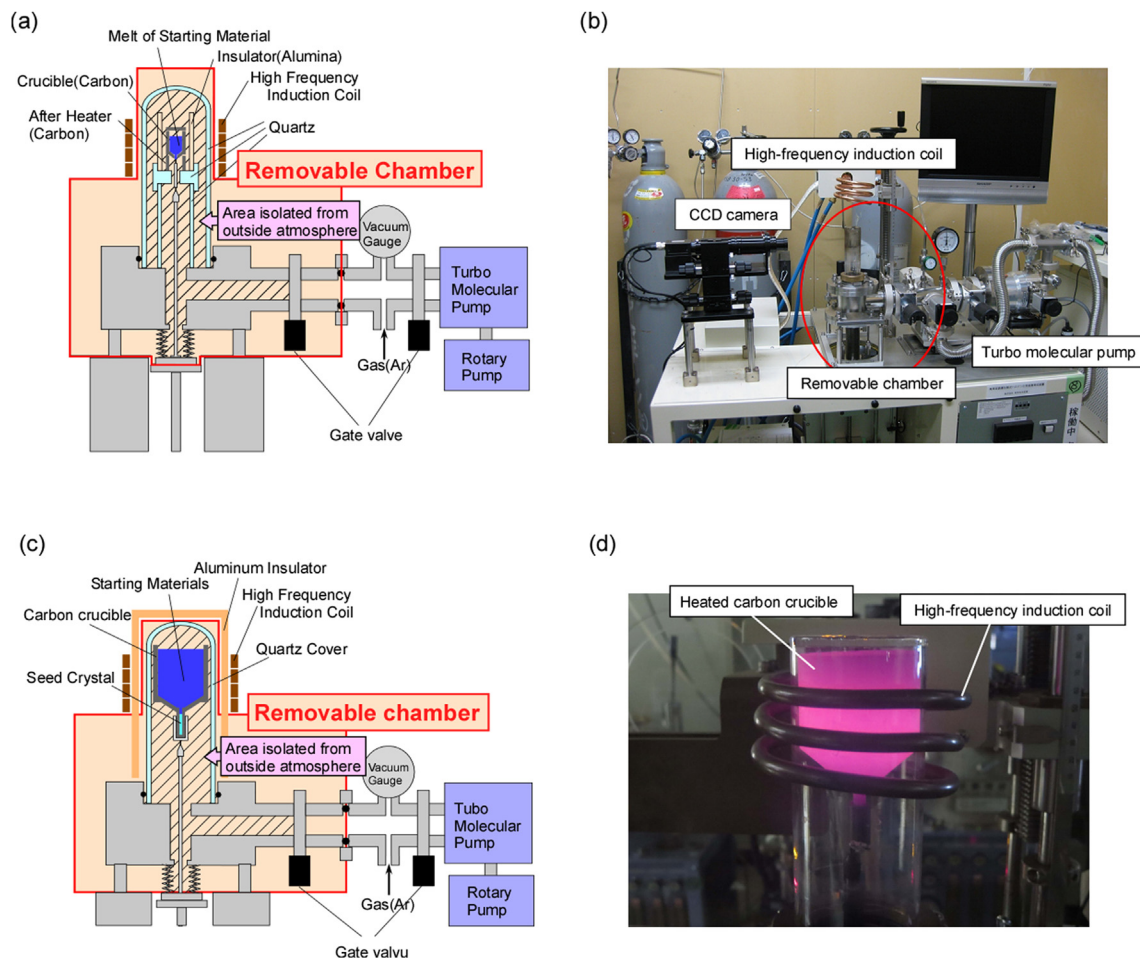 (a)
Melt of Starting Material
Insulator(Alumina)
Crucible(Carbon)
High Frequency
Induction Coil
After Heater
(Carbon)
Quartz
Removable Chamber
Area isolated from
outside atmosphere
Vacuum
Gauge
Turbo
Molecular
Pump
Rotary
Pump
Gas(Ar)
Gate valve
(b)
High-frequency induction coil
CCD camera
Turbo molecular pump
Removable chamber
稼働中
(c)
Aluminum Insulator
Starting Materials
High Frequency
Induction Coil
Carbon crucible
Quartz Cover
Seed Crystal
Removable chamber
Area isolated from
outside atmosphere
Vacuum
Gauge
Tubo
Molecular
Pump
Rotary
Pump
Gas(Ar)
Gate valvu
(d)
Heated carbon crucible
High-frequency induction coil